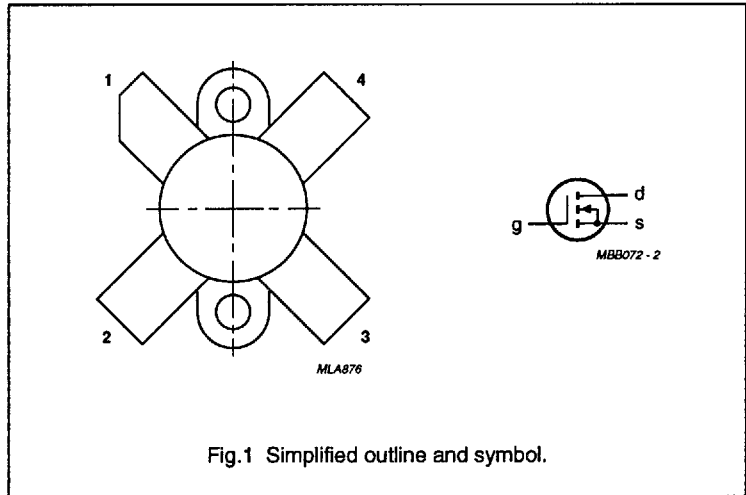 1
4
d
g
s
MBB072 - 2
2
3
MLA876
Fig.1 Simplified outline and symbol.